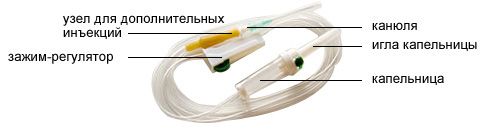 узел для дополнительных
инъекций
зажим-регулятор
канюля
игла капельницы
капельница